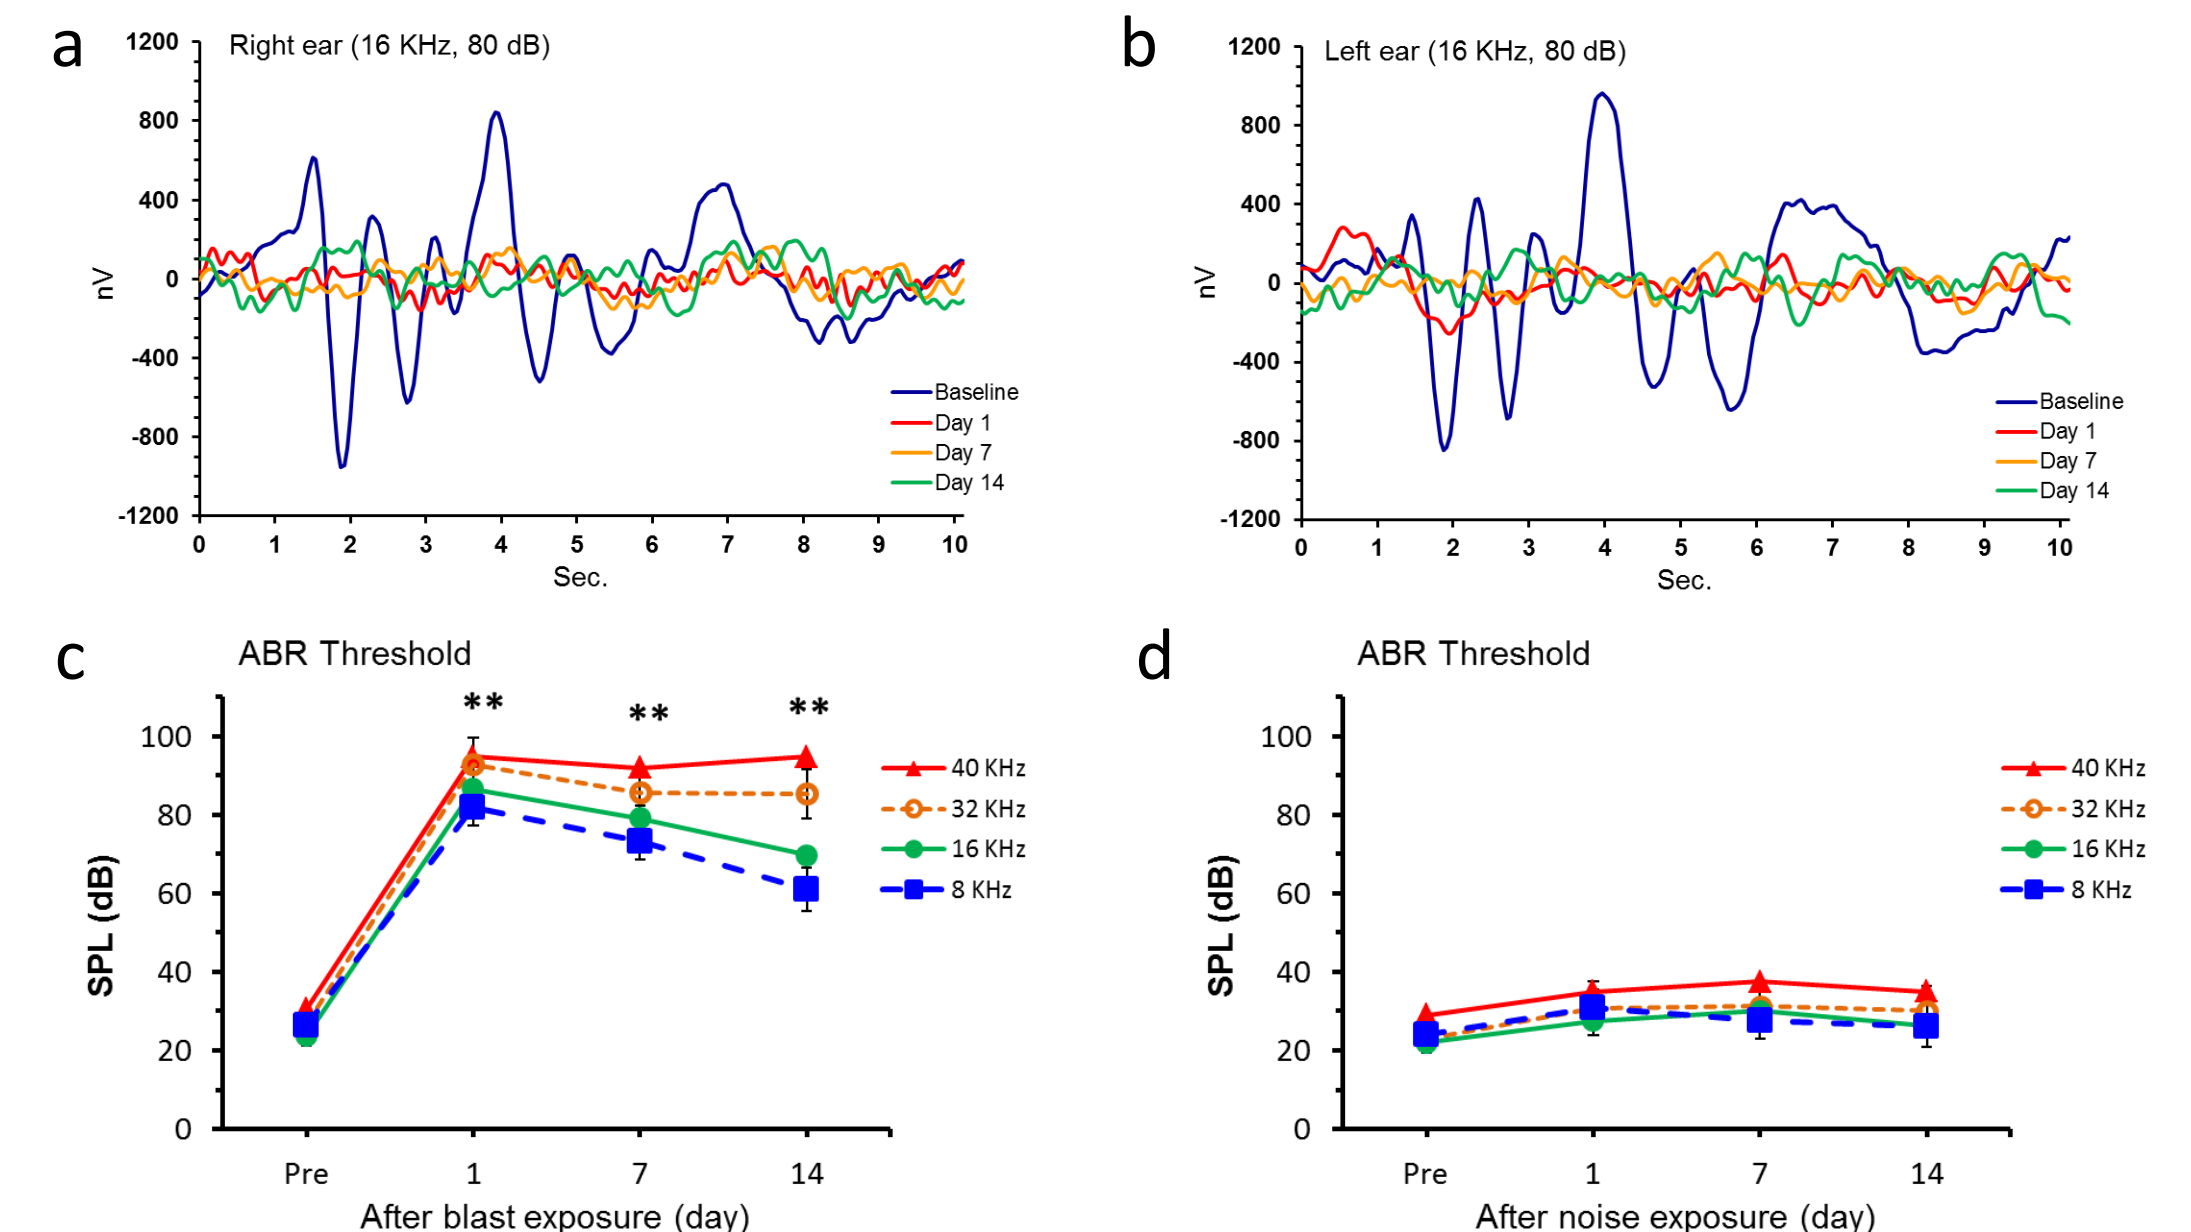 a
Right ear (16 KHz, 80 dB)
1200
800
400
0
-400
-800
-1200
nV
0 1 2 3 4 5 6 7 8 9 10
Sec.
Baseline
Day 1
Day 7
Day 14
b
Left ear (16 KHz, 80 dB)
1200
800
400
0
-400
-800
-1200
nV
0 1 2 3 4 5 6 7 8 9 10
Sec.
Baseline
Day 1
Day 7
Day 14
c
ABR Threshold
** ** **
100
80
60
40
20
0
SPL (dB)
Pre 1 7 14
After blast exposure (day)
40 KHz
32 KHz
16 KHz
8 KHz
d
ABR Threshold
100
80
60
40
20
0
SPL (dB)
Pre 1 7 14
After noise exposure (day)
40 KHz
32 KHz
16 KHz
8 KHz